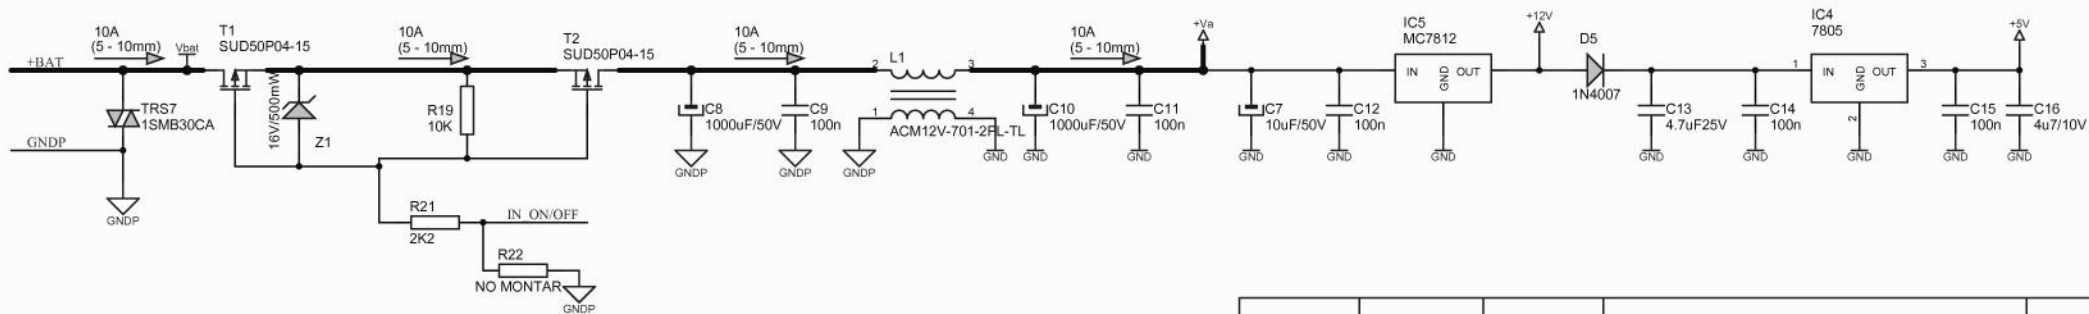 10A
(5 - 10mm)
+BAT
Vbat
T1
SUD50P04-15
TRS7
1SMB30CA
GNDP
GNDP
16V/500mW
Z1
10A
(5 - 10mm)
R19
10K
T2
SUD50P04-15
R21
2K2
IN_ON/OFF
R22
NO MONTAR
GNDP
10A
(5 - 10mm)
C8
1000uF/50V
GNDP
C9
100n
GNDP
2
L1
3
1
4
ACM12V-701-2PL-TL
GNDP
GND
10A
(5 - 10mm)
C10
1000uF/50V
GND
C11
100n
GND
+Va
C7
10uF/50V
GND
C12
100n
GND
IC5
MC7812
IN
GND
OUT
GND
+12V
D5
1N4007
C13
4.7uF25V
GND
C14
100n
GND
IC4
7805
1
IN
GND
OUT
3
2
GND
C15
100n
GND
+5V
C16
4u7/10V
GND